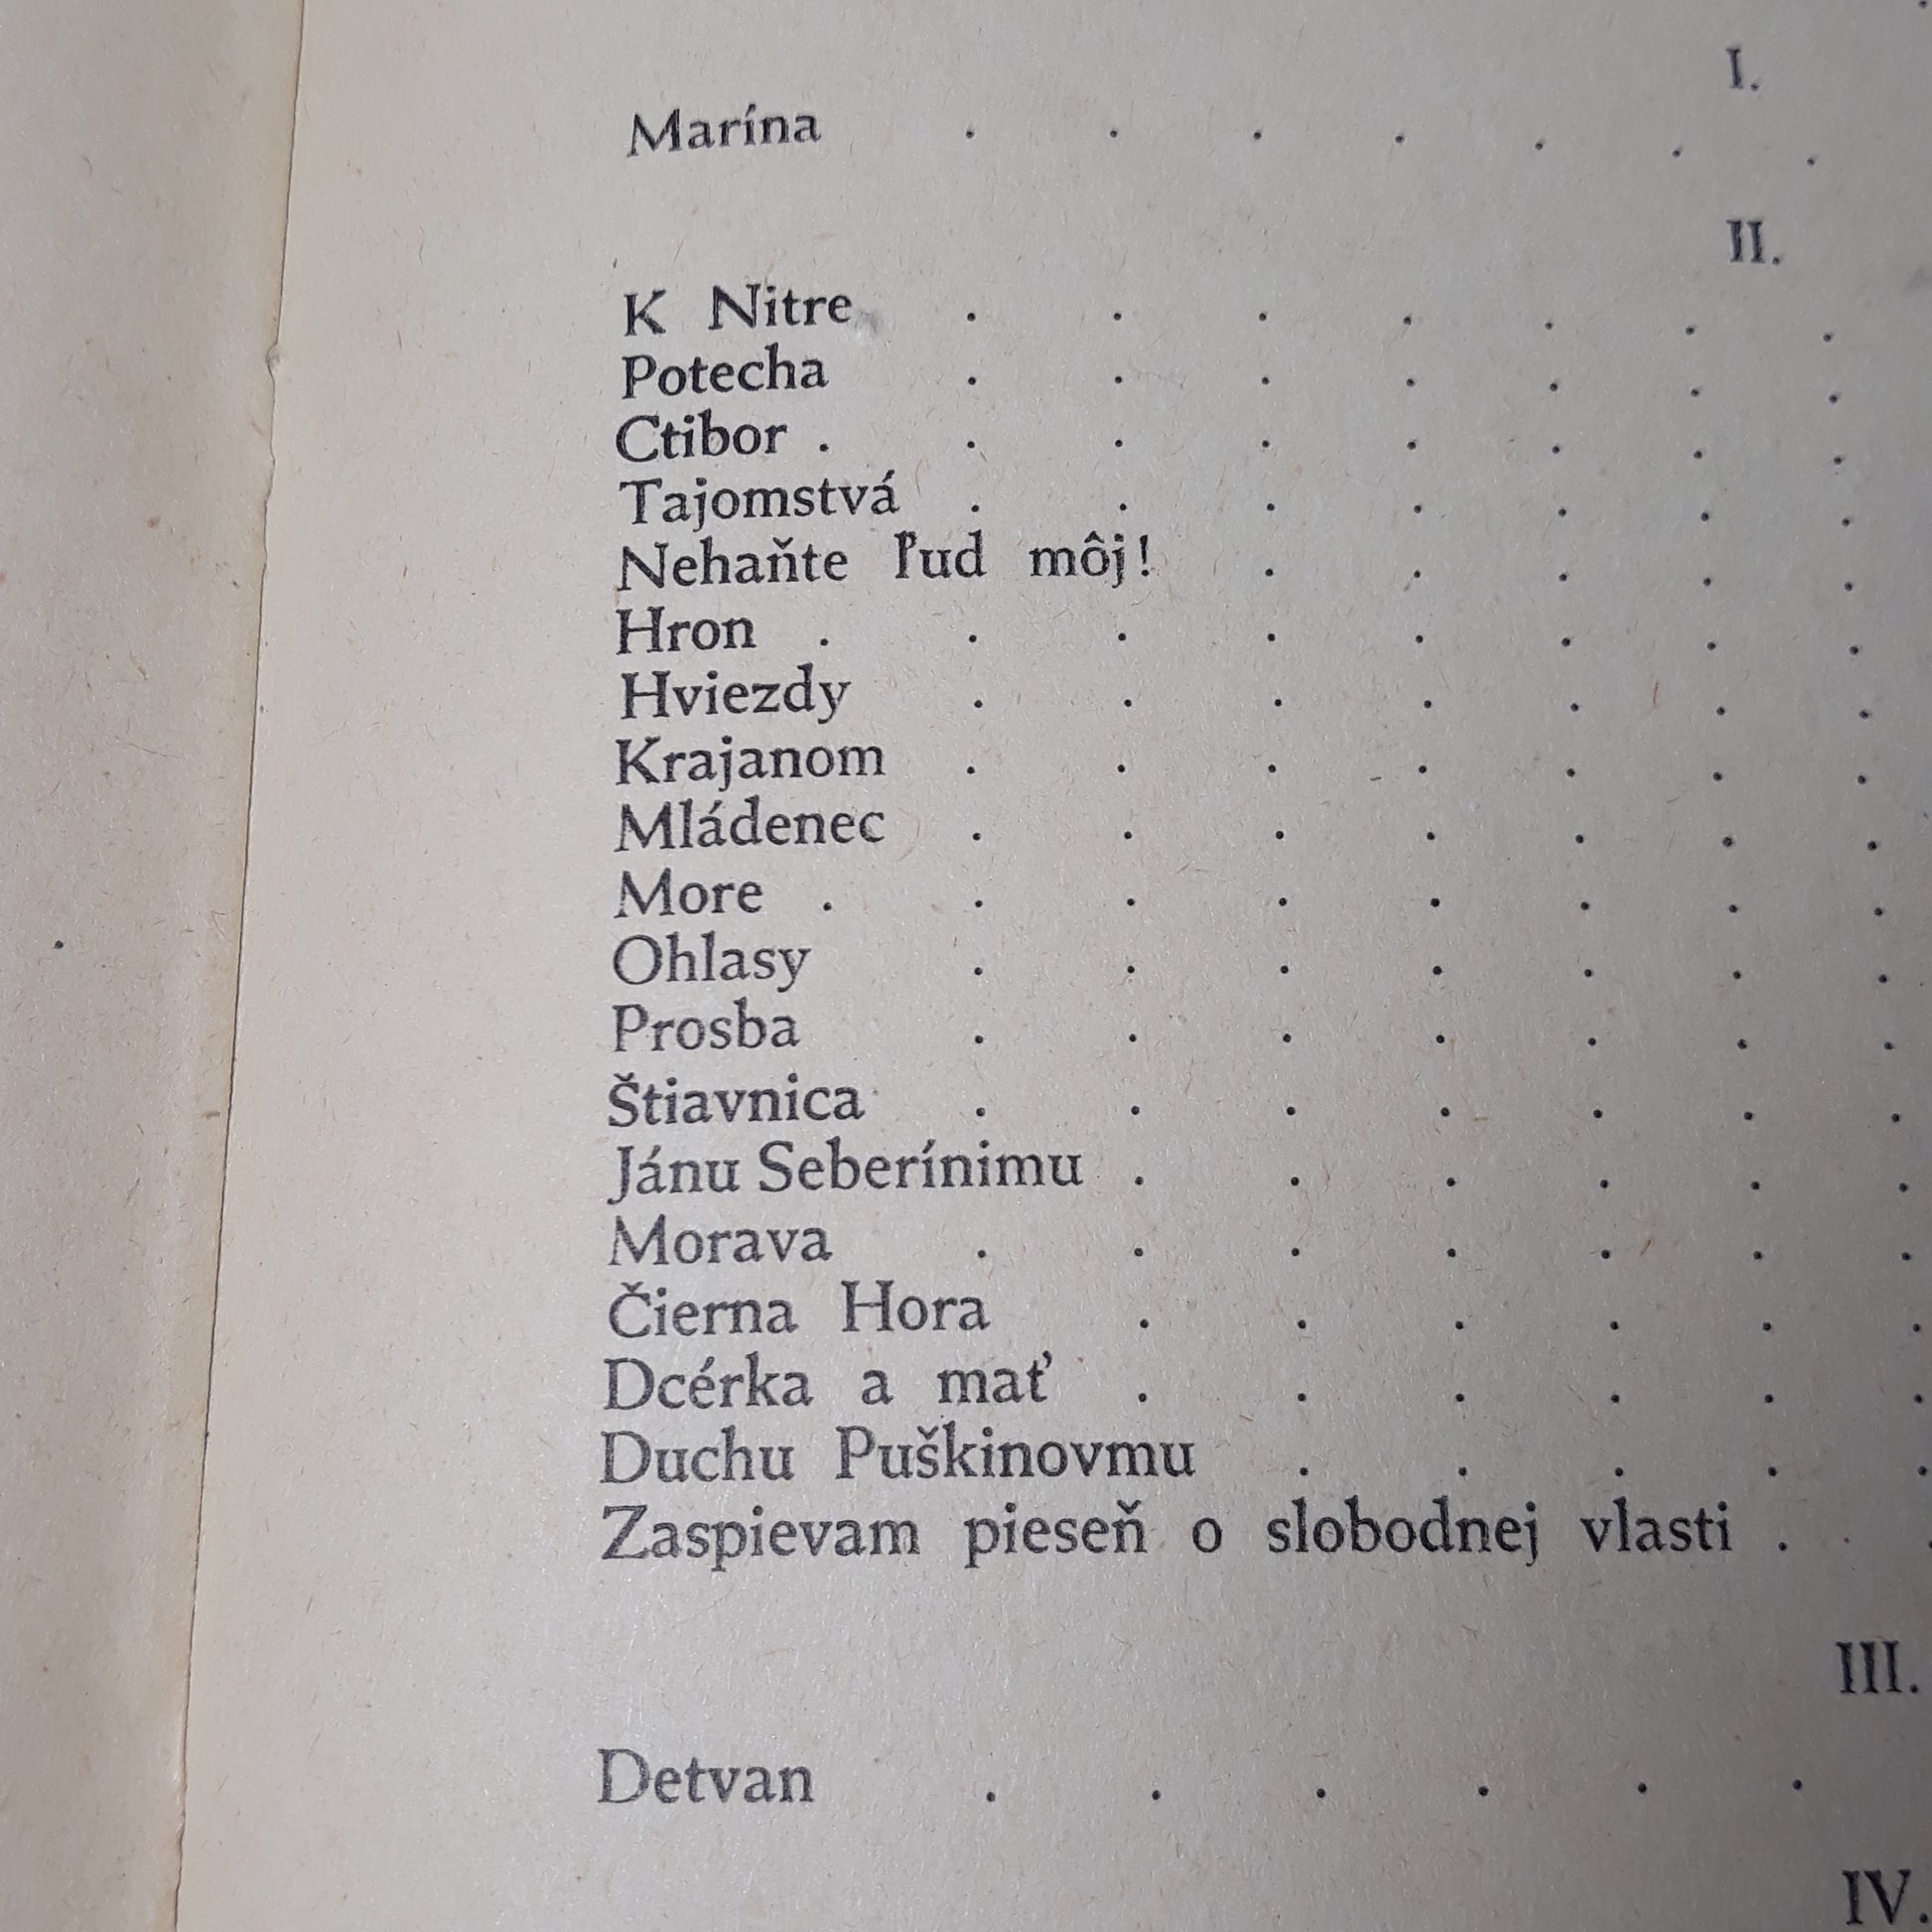 I.
Marína . . . . . . .
II.
K Nitre . . . . . . .
Potecha . . . . . . .
Ctibor . . . . . . . .
Tajomstvá . . . . . . .
Nehaňte ľud môj! . . . . .
Hron . . . . . . . .
Hviezdy . . . . . . .
Krajanom . . . . . . .
Mládenec . . . . . . .
More . . . . . . . .
Ohlasy . . . . . . .
Prosba . . . . . . .
Štiavnica . . . . . . .
Jánu Seberínimu . . . . . .
Morava . . . . . . .
Čierna Hora . . . . . .
Dcérka a mať . . . . . .
Duchu Puškinovmu . . . . .
Zaspievam pieseň o slobodnej vlasti . .
III.
Detvan . . . . . .
IV.